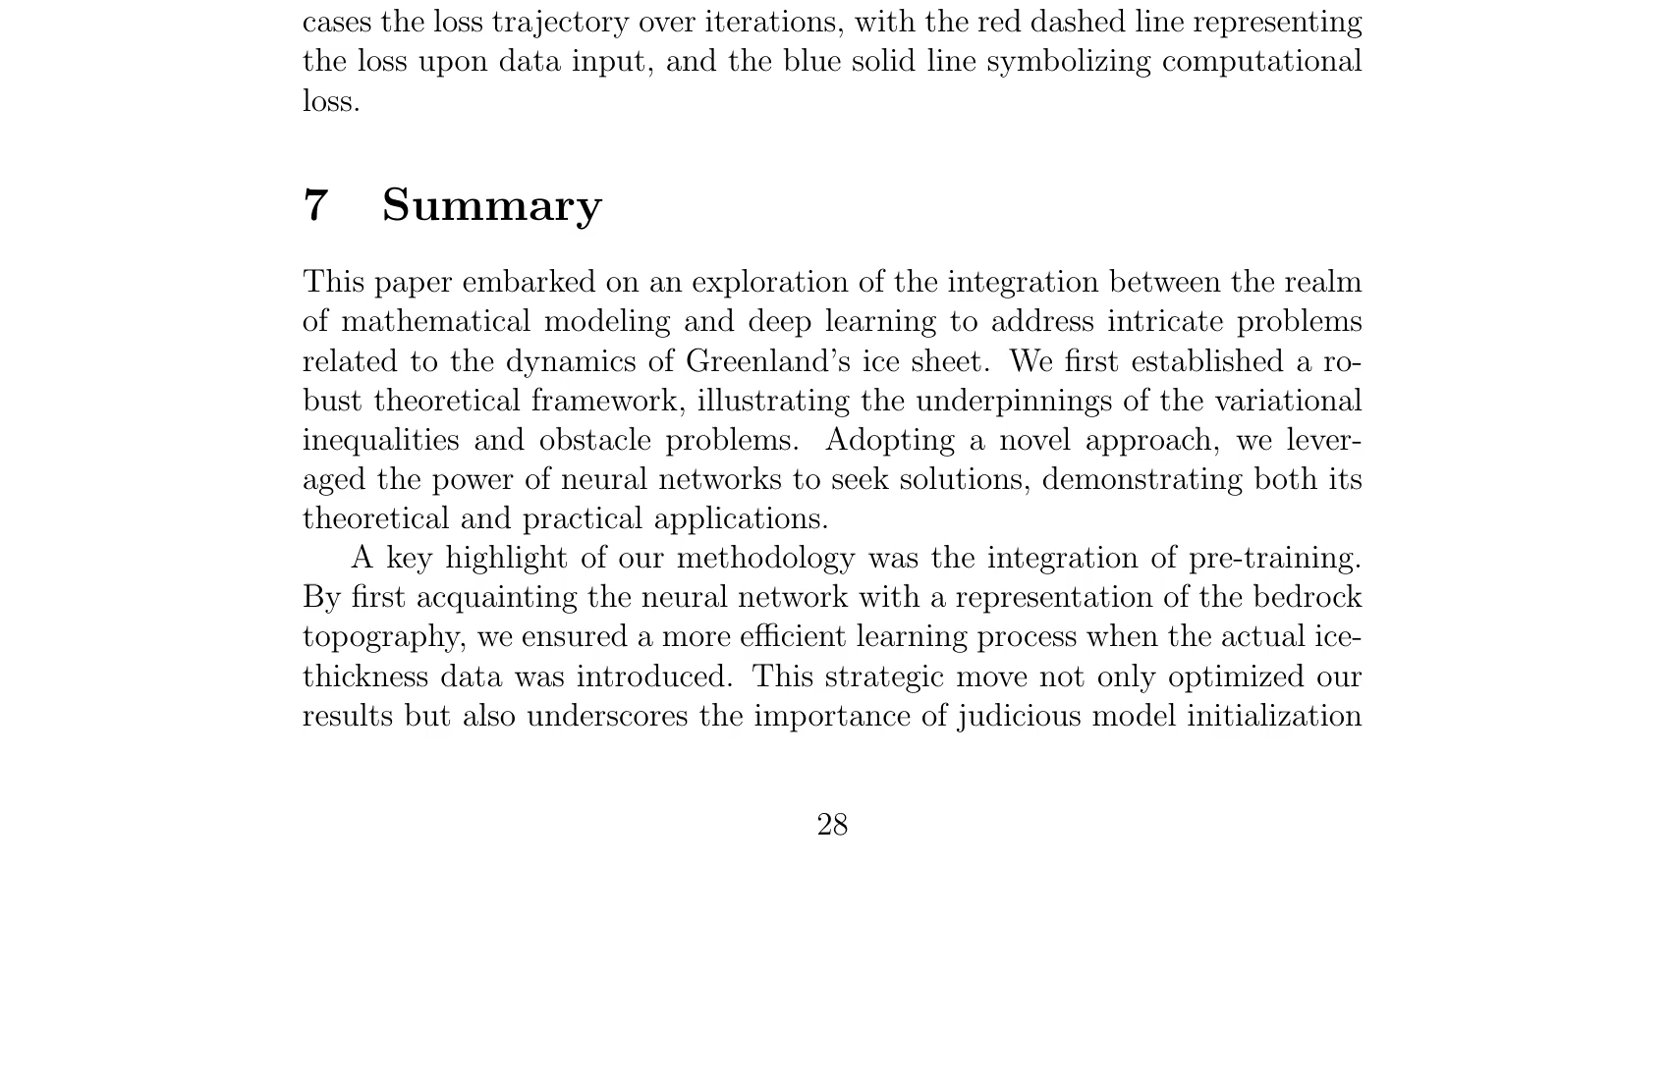 cases the loss trajectory over iterations, with the red dashed line representing
the loss upon data input, and the blue solid line symbolizing computational
loss.
7 Summary
This paper embarked on an exploration of the integration between the realm
of mathematical modeling and deep learning to address intricate problems
related to the dynamics of Greenland's ice sheet. We first established a ro-
bust theoretical framework, illustrating the underpinnings of the variational
inequalities and obstacle problems. Adopting a novel approach, we lever-
aged the power of neural networks to seek solutions, demonstrating both its
theoretical and practical applications.
A key highlight of our methodology was the integration of pre-training.
By first acquainting the neural network with a representation of the bedrock
topography, we ensured a more efficient learning process when the actual ice-
thickness data was introduced. This strategic move not only optimized our
results but also underscores the importance of judicious model initialization
28